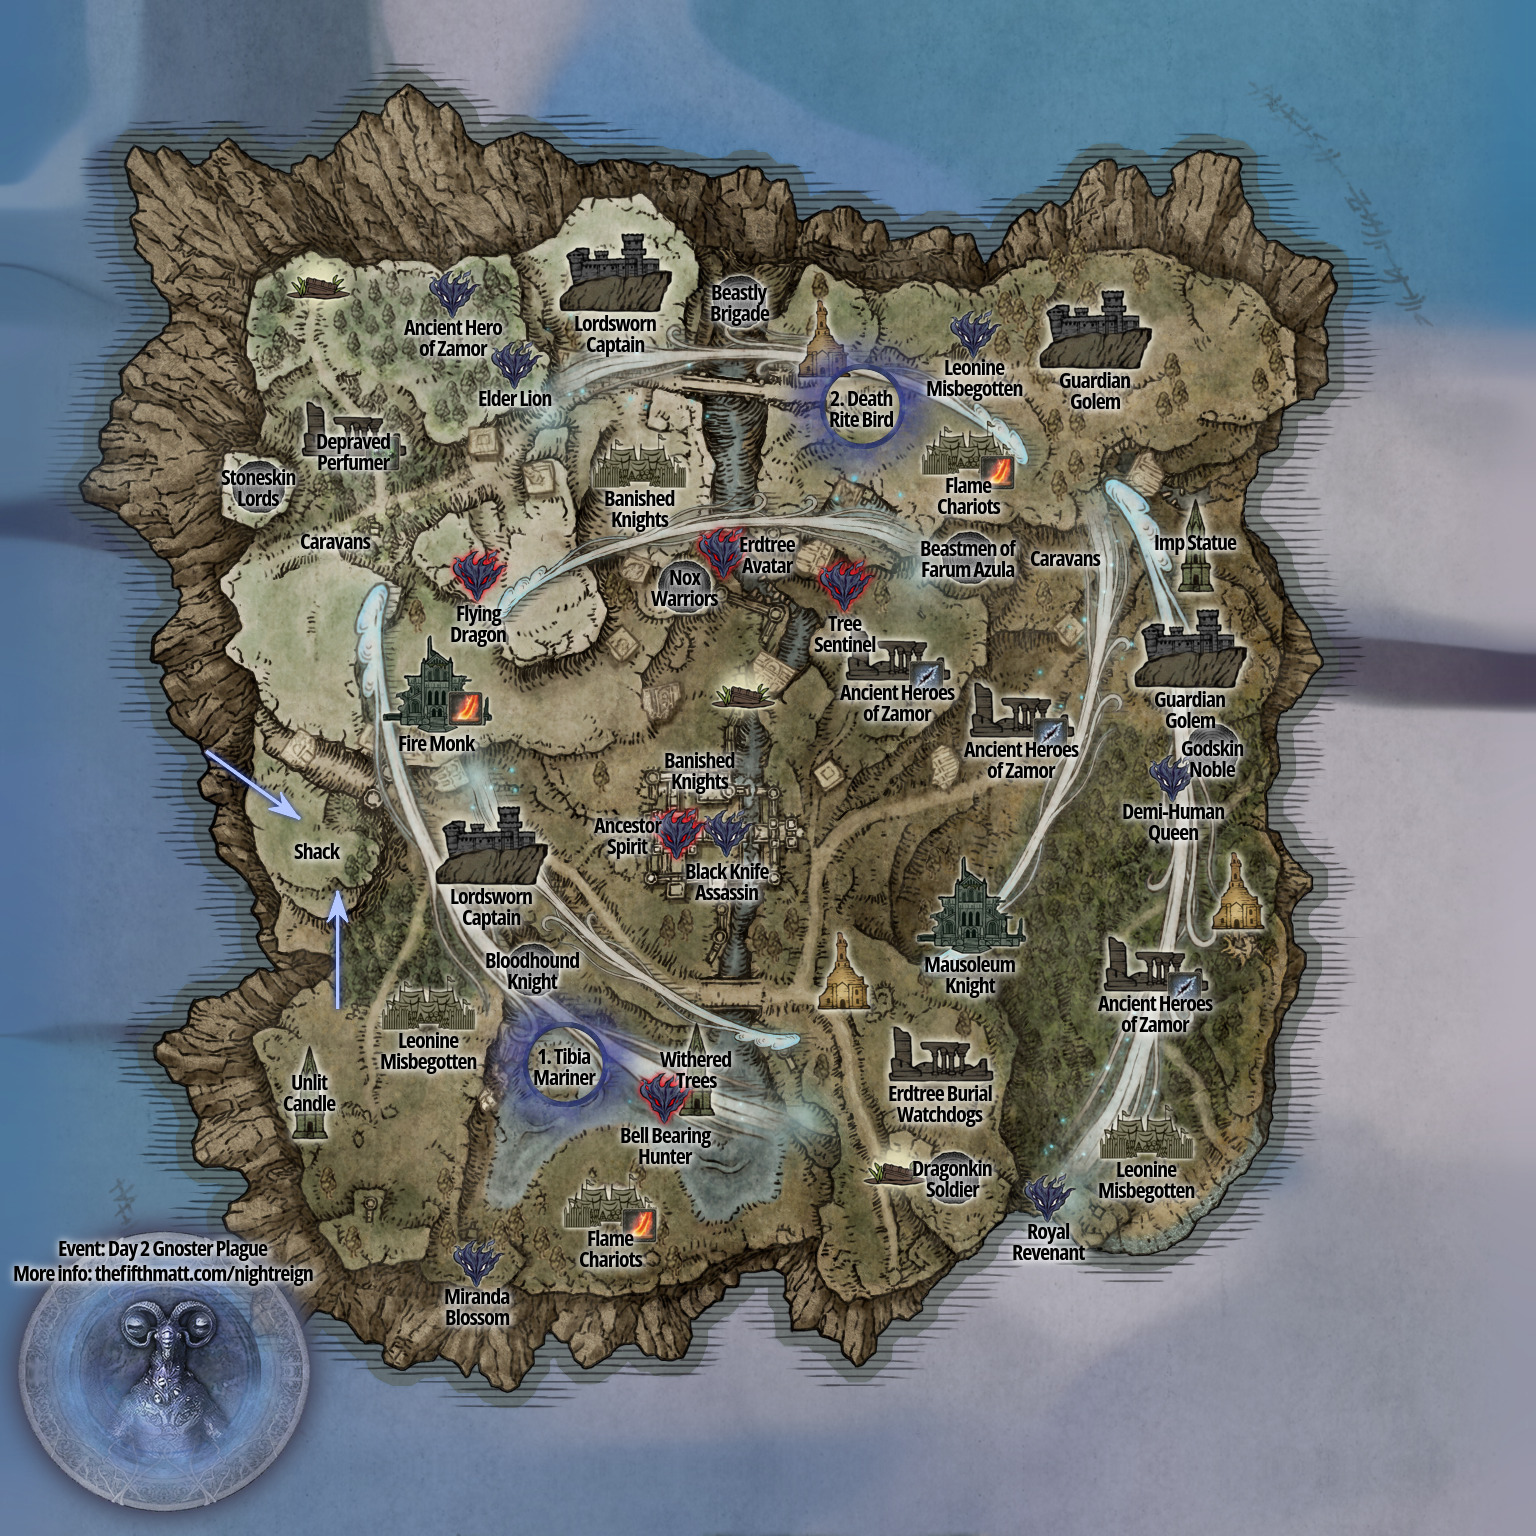 Beastly
Brigade
Lordsworn
Captain
Ancient Hero
of Zamor
Elder Lion
Leonine
Misbegotten
Guardian
Golem
2. Death
Rite Bird
Depraved
Perfumer
Stoneskin
Lords
Banished
Knights
Flame
Chariots
Caravans
Erdtree
Avatar
Beastmen of
Farum Azula
Caravans
Imp Statue
Nox
Warriors
Flying
Dragon
Tree
Sentinel
Ancient Heroes
of Zamor
Guardian
Golem
Fire Monk
Ancient Heroes
of Zamor
Godskin
Noble
Banished
Knights
Demi-Human
Queen
Ancestor
Spirit
Shack
Black Knife
Assassin
Lordsworn
Captain
Bloodhound
Knight
Mausoleum
Knight
Ancient Heroes
of Zamor
Leonine
Misbegotten
1. Tibia
Mariner
Withered
Trees
Unlit
Candle
Erdtree Burial
Watchdogs
Bell Bearing
Hunter
Dragonkin
Soldier
Leonine
Misbegotten
Royal
Revenant
Flame
Chariots
Miranda
Blossom
Event: Day 2 Gnoster Plague
More info: thefifthmatt.com/nightreign